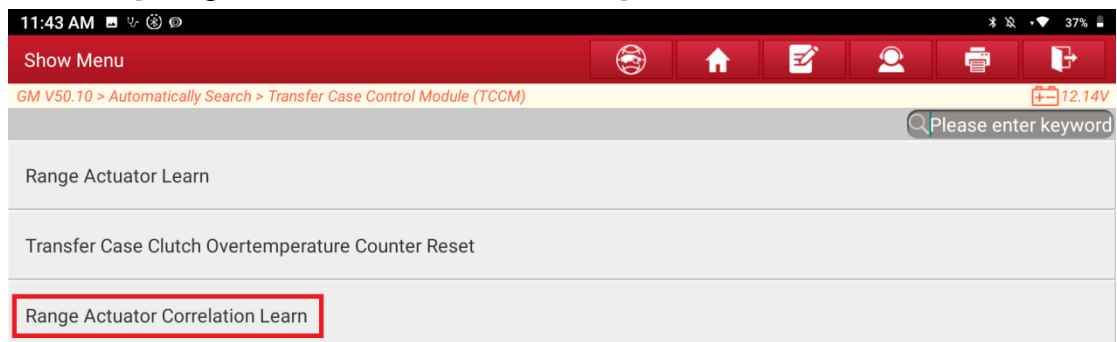 11:43 AM
37%
Show Menu
GM V50.10 > Automatically Search > Transfer Case Control Module (TCCM)
12.14V
Please enter keyword
Range Actuator Learn
Transfer Case Clutch Overtemperature Counter Reset
Range Actuator Correlation Learn